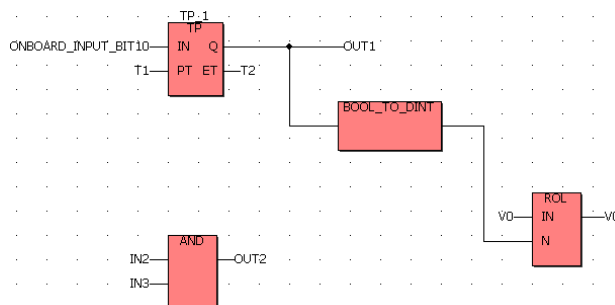 TP_1
TP
ONBOARD_INPUT_BIT10 IN Q OUT1
T1 PT ET T2
BOOL_TO_DINT
ROL
V0 IN V0
N
AND
IN2 OUT2
IN3